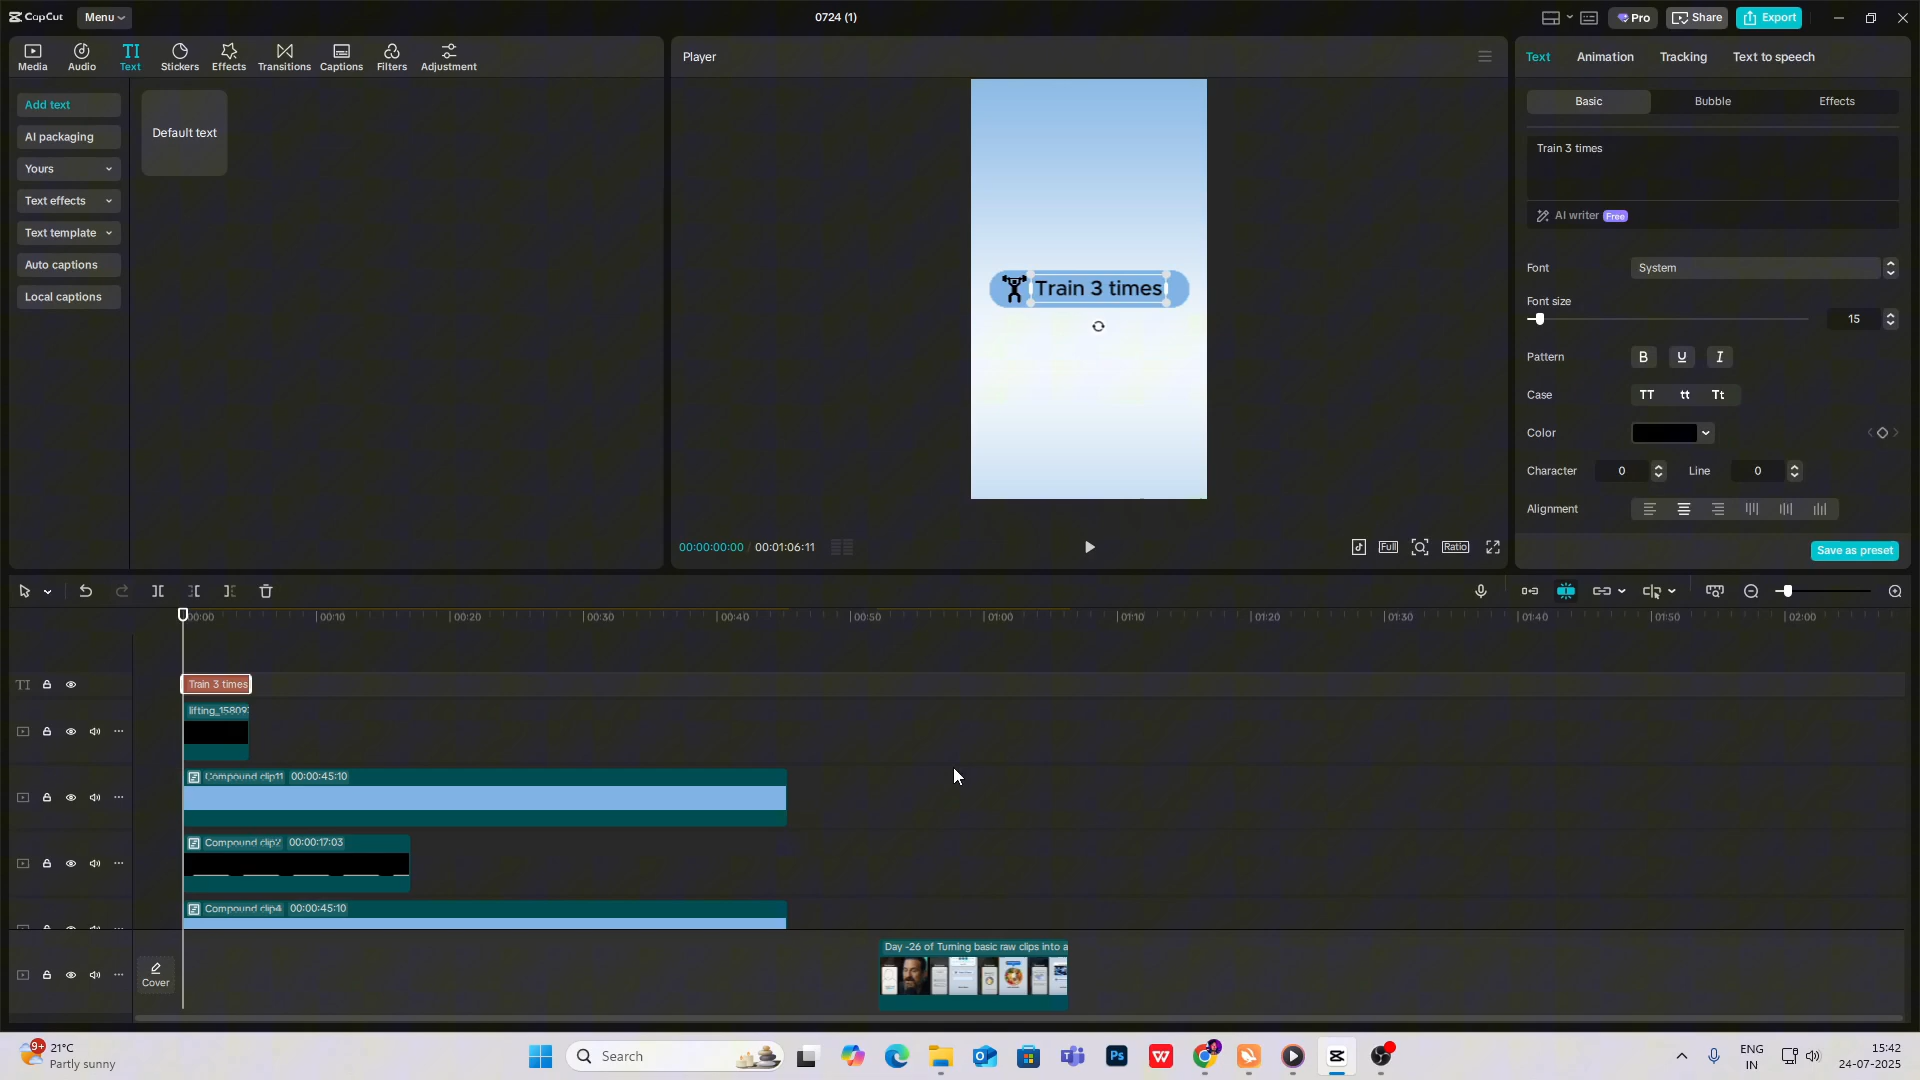 CapCut
Menu
0724 (1)
Pro
Share
Export
Media
Audio
TI
Text
Stickers
Effects
Transitions
Captions
Filters
Adjustment
Player
Text
Animation
Tracking
Text to speech
Add text
AI packaging
Yours
Text effects
Text template
Auto captions
Local captions
Default text
Train 3 times
00:00:00:00 / 00:01:06:11
Full
Ratio
Basic
Bubble
Effects
Train 3 times
AI writer Free
Font
System
Font size
15
Pattern
B U I
Case
TT tt Tt
Color
Character
0
Line
0
Alignment
Save as preset
00:00
00:10
00:20
00:30
00:40
00:50
01:00
01:10
01:20
01:30
01:40
01:50
02:00
TI
Train 3 times
lifting_15809
Compound clip11 00:00:45:10
Compound clip7 00:00:17:03
Compound clip4 00:00:45:10
Cover
Day -26 of Turning basic raw clips into a
9+
21°C
Partly sunny
Search
Ps
W
ENG
IN
15:42
24-07-2025